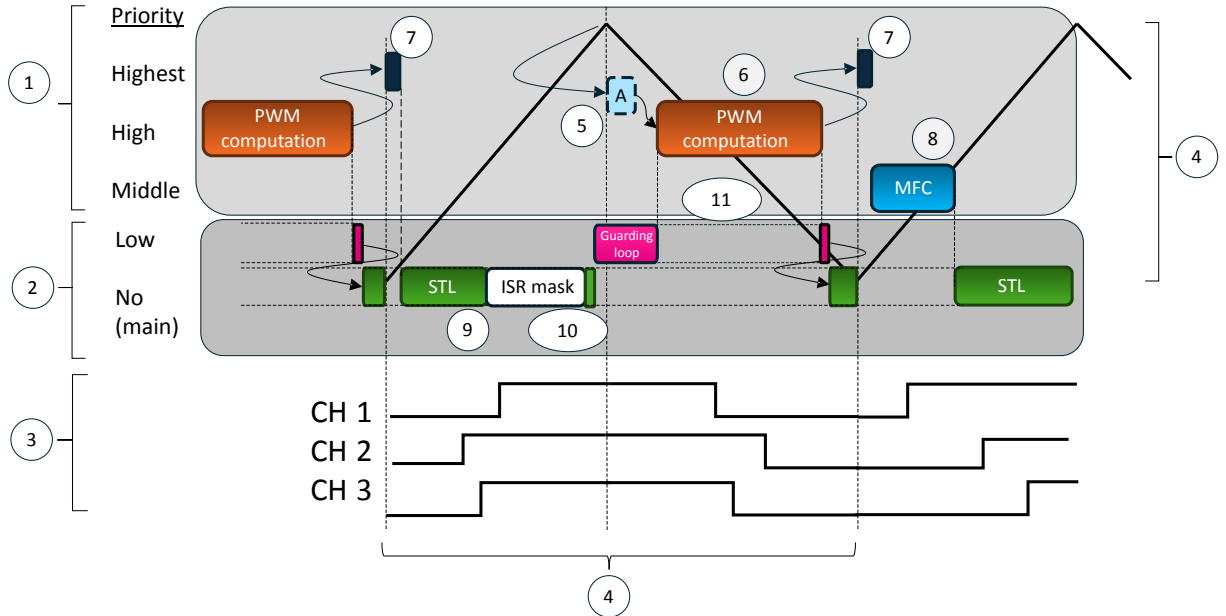 Priority
7
7
1
Highest
6
A
5
PWM
computation
High
PWM
computation
8
4
Middle
MFC
11
Low
Guarding
loop
2
STL
ISR mask
STL
No
(main)
9
10
CH 1
3
CH 2
CH 3
4